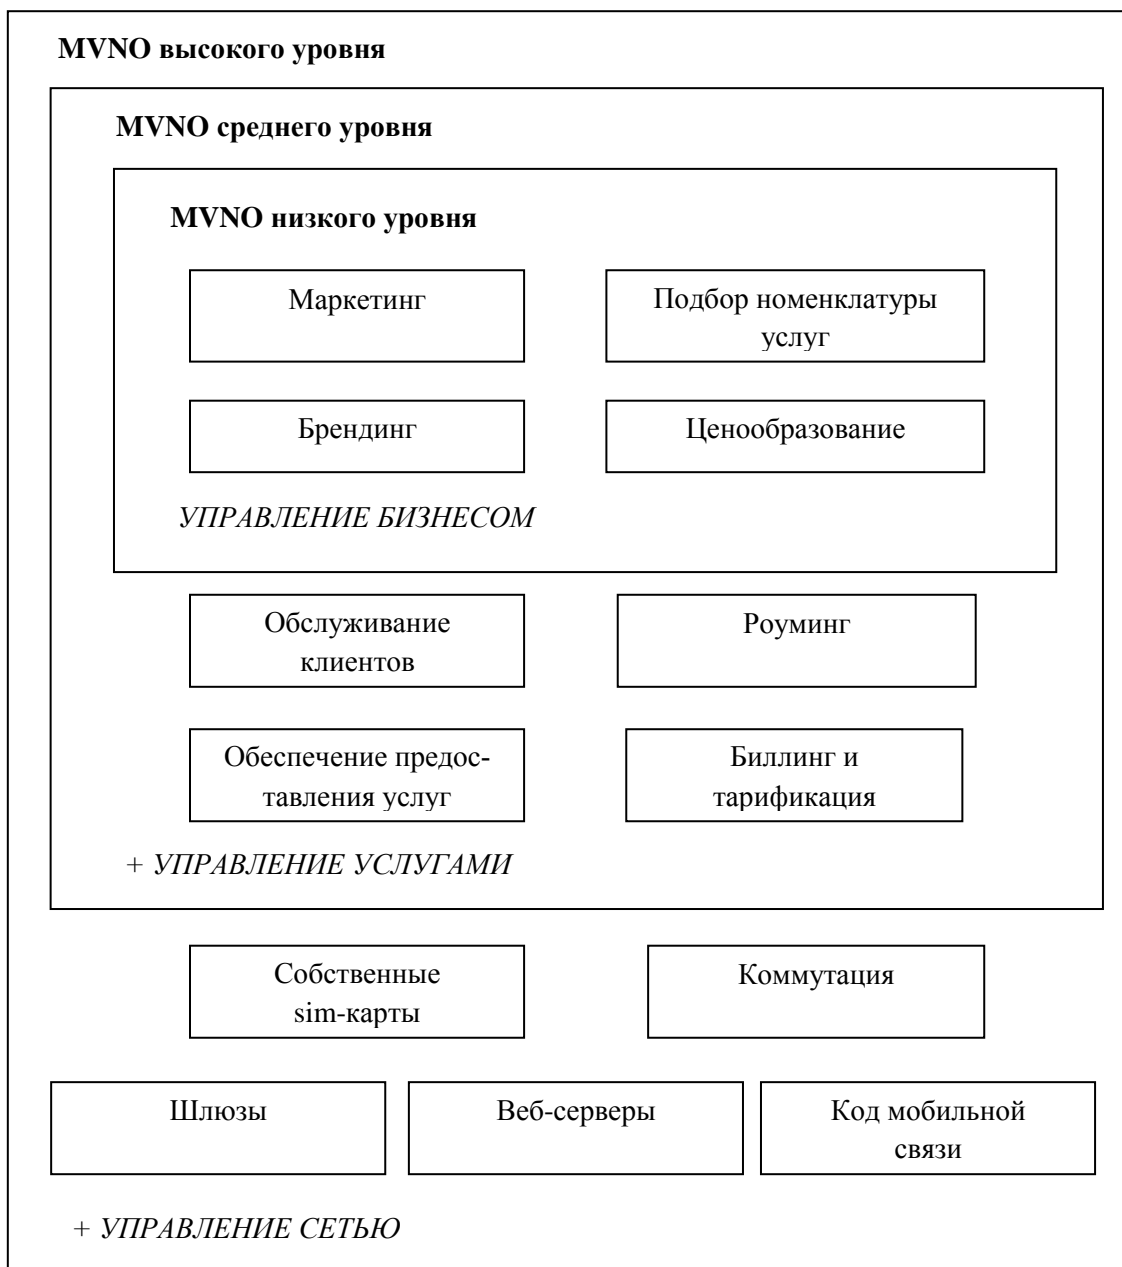 MVNO высокого уровня
MVNO среднего уровня
MVNO низкого уровня
Маркетинг
Подбор номенклатуры
услуг
Брендинг
Ценообразование
УПРАВЛЕНИЕ БИЗНЕСОМ
Обслуживание
клиентов
Роуминг
Обеспечение предос-
тавления услуг
Биллинг и
тарификация
+ УПРАВЛЕНИЕ УСЛУГАМИ
Собственные
sim-карты
Коммутация
Шлюзы
Веб-серверы
Код мобильной
связи
+ УПРАВЛЕНИЕ СЕТЬЮ